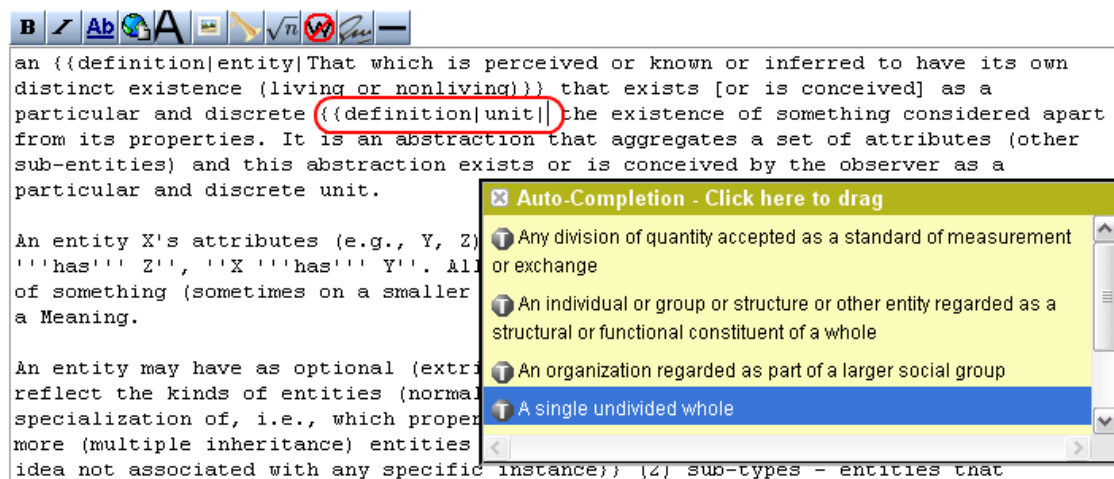 B I Ab A √n W
an {{definition|entity|That which is perceived or known or inferred to have its own
distinct existence (living or nonliving)}} that exists [or is conceived] as a
particular and discrete {{definition|unit|| the existence of something considered apart
from its properties. It is an abstraction that aggregates a set of attributes (other
sub-entities) and this abstraction exists or is conceived by the observer as a
particular and discrete unit.
An entity X's attributes (e.g., Y, Z)
'''has''' Z'', ''X '''has''' Y''. All
of something (sometimes on a smaller
a Meaning.
An entity may have as optional (extri
reflect the kinds of entities (normal
specialization of, i.e., which proper
more (multiple inheritance) entities
idea not associated with any specific instance}} (2) sub-types - entities that
Auto-Completion - Click here to drag
T Any division of quantity accepted as a standard of measurement
or exchange
T An individual or group or structure or other entity regarded as a
structural or functional constituent of a whole
T An organization regarded as part of a larger social group
T A single undivided whole